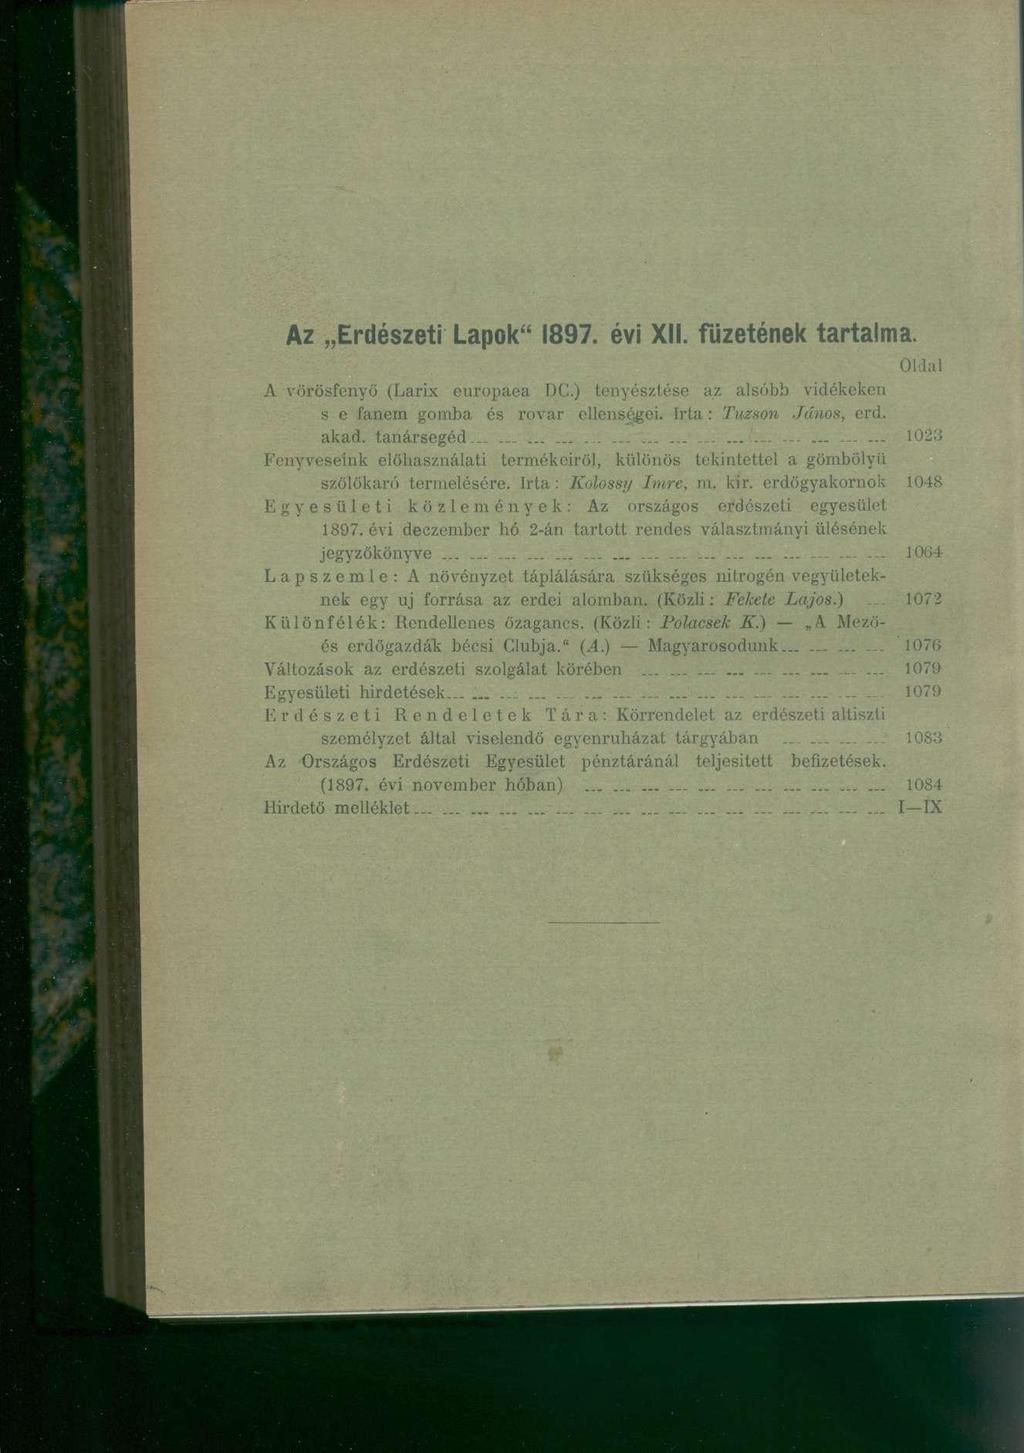 Az „Erdészeti Lapok“ 1897. évi XII. füzetének tartalma.
Oldal
A vörösfenyő (Larix europaea DC.) tenyésztése az alsóbb vidékeken
s e fanem gomba és rovar ellenségei. Irta: Tuzson János, erd.
akad. tanársegéd 1023
Fenyveseink előhasználati termékeiről, különös tekintettel a gömbölyü
szőlőkaró termelésére. Irta: Kolossy Imre, m. kir. erdőgyakornok 1048
Egyesületi közlemények: Az országos erdészeti egyesület
1897. évi deczember hó 2-án tartott rendes választmányi ülésének
jegyzőkönyve 1064
Lapszemle: A növényzet táplálására szükséges nitrogén vegyületek-
nek egy uj forrása az erdei alomban. (Közli: Fekete Lajos.) 1072
Különfélék: Rendellenes őzagancs. (Közli: Polacsek K.) — „A Mező-
és erdőgazdák bécsi Clubja.“ (A.) — Magyarosodunk 1076
Változások az erdészeti szolgálat körében 1079
Egyesületi hirdetések 1079
Erdészeti Rendeletek Tára: Körrendelet az erdészeti altiszti
személyzet által viselendő egyenruházat tárgyában 1083
Az Országos Erdészeti Egyesület pénztáránál teljesitett befizetések.
(1897. évi november hóban) 1084
Hirdető melléklet I—IX